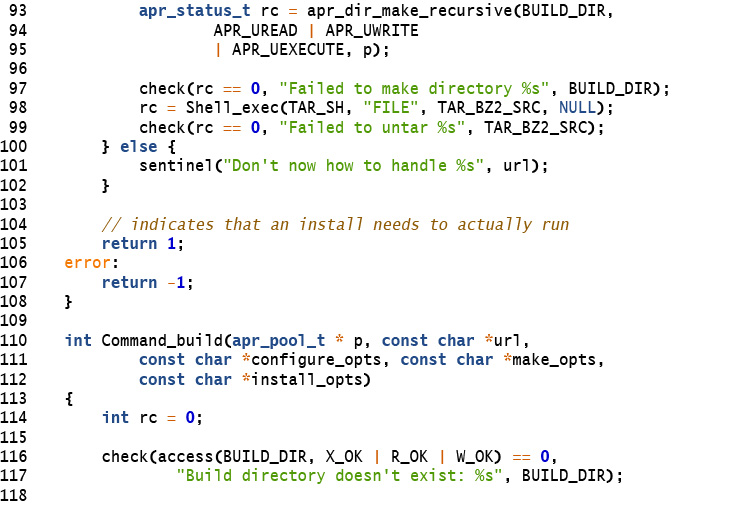 93 apr_status_t rc = apr_dir_make_recursive(BUILD_DIR,
94 APR_UREAD | APR_UWRITE
95 | APR_UEXECUTE, p);
96
97 check(rc == 0, "Failed to make directory %s", BUILD_DIR);
98 rc = Shell_exec(TAR_SH, "FILE", TAR_BZ2_SRC, NULL);
99 check(rc == 0, "Failed to untar %s", TAR_BZ2_SRC);
100 } else {
101 sentinel("Don't now how to handle %s", url);
102 }
103
104 // indicates that an install needs to actually run
105 return 1;
106 error:
107 return -1;
108 }
109
110 int Command_build(apr_pool_t * p, const char *url,
111 const char *configure_opts, const char *make_opts,
112 const char *install_opts)
113 {
114 int rc = 0;
115
116 check(access(BUILD_DIR, X_OK | R_OK | W_OK) == 0,
117 "Build directory doesn't exist: %s", BUILD_DIR);
118